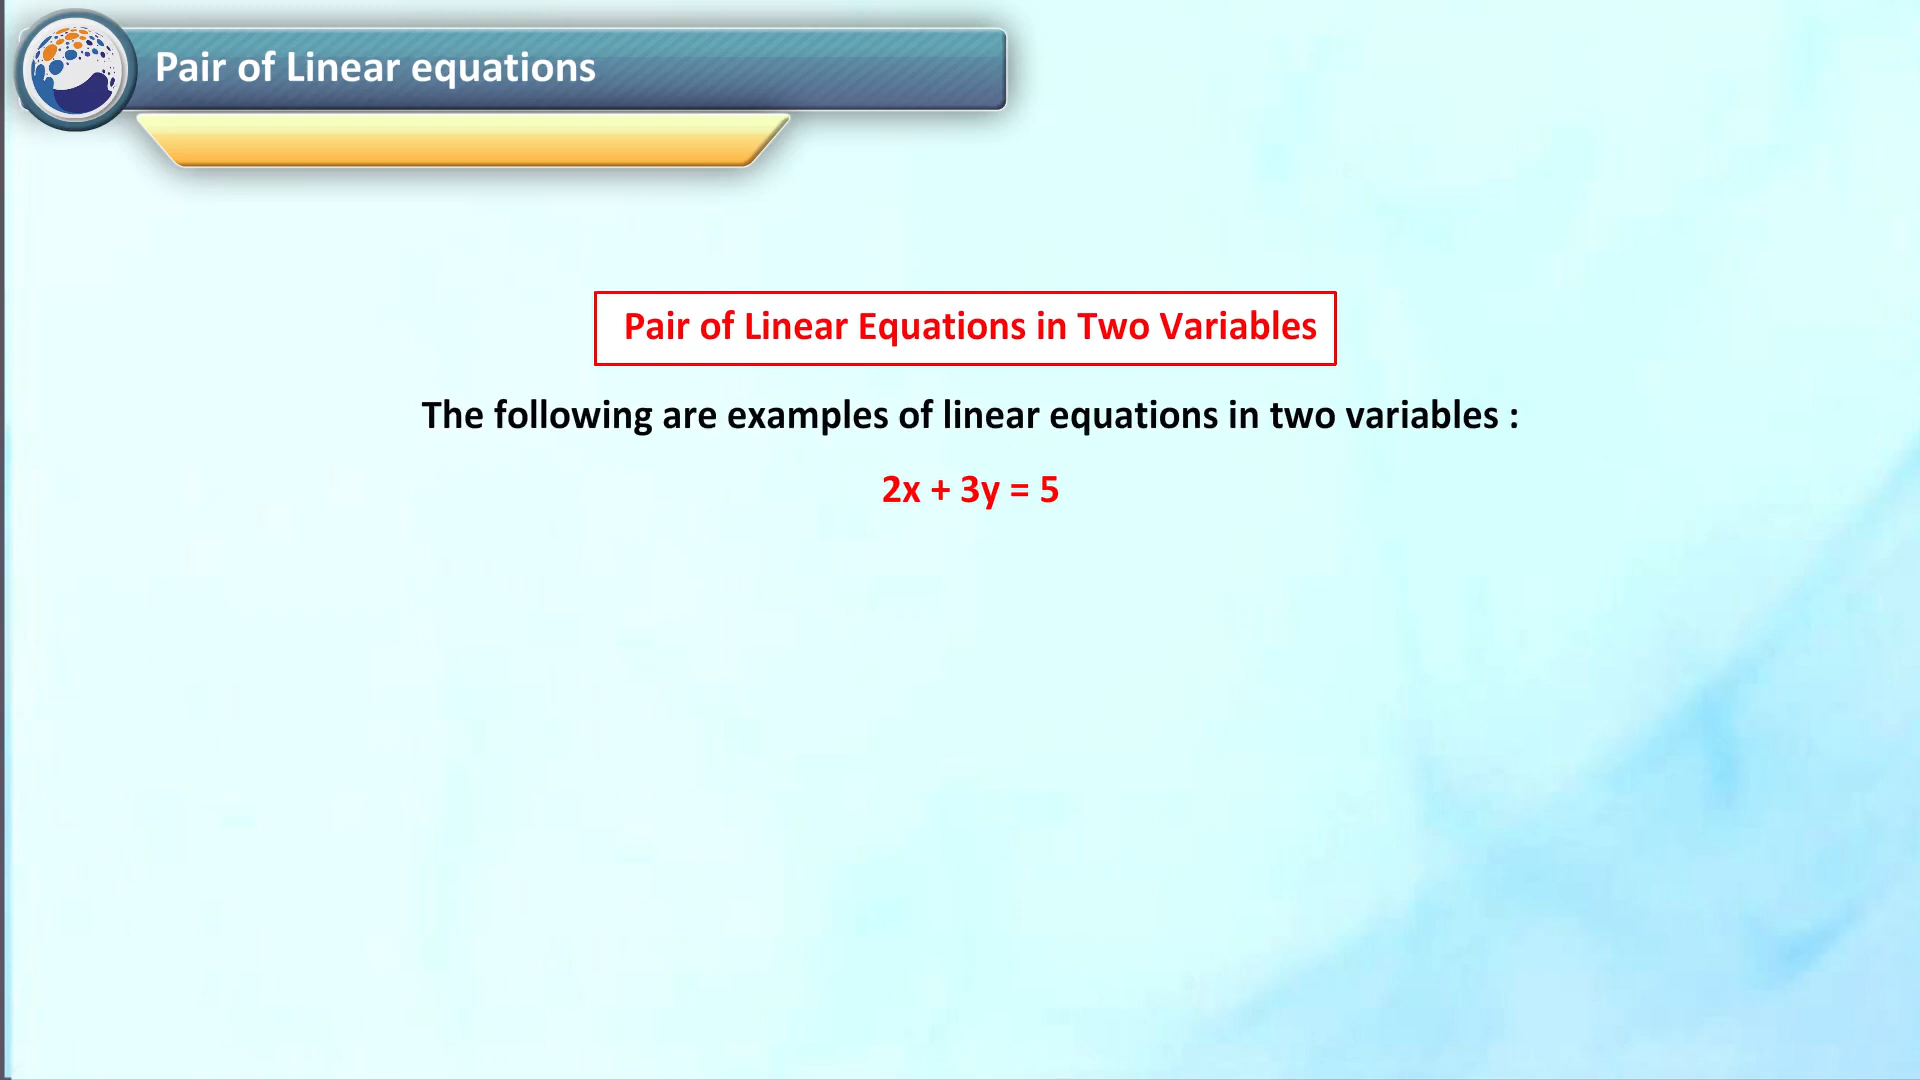 Pair of Linear equations
Pair of Linear Equations in Two Variables
The following are examples of linear equations in two variables :
2x + 3y = 5